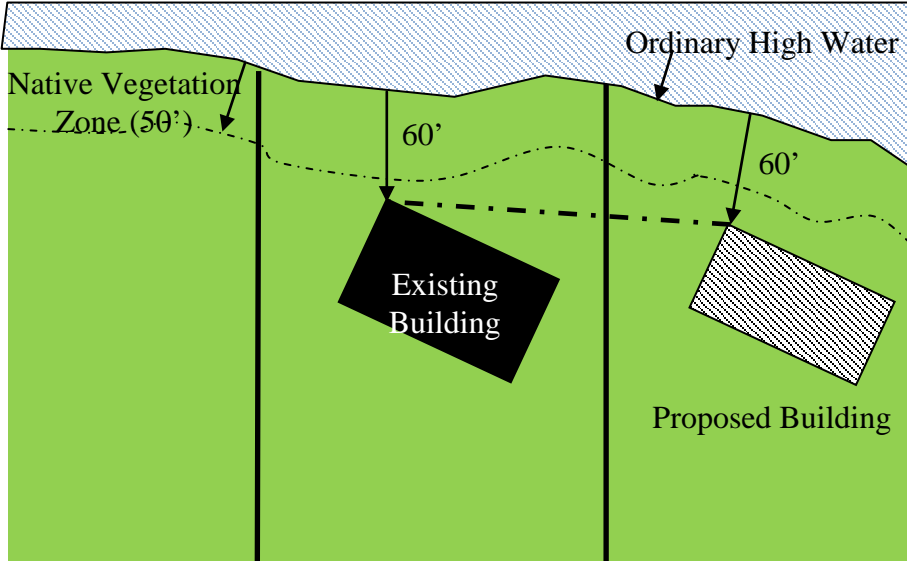 Ordinary High Water
Native Vegetation
Zone (50’)
60’
60’
Existing
Building
Proposed Building